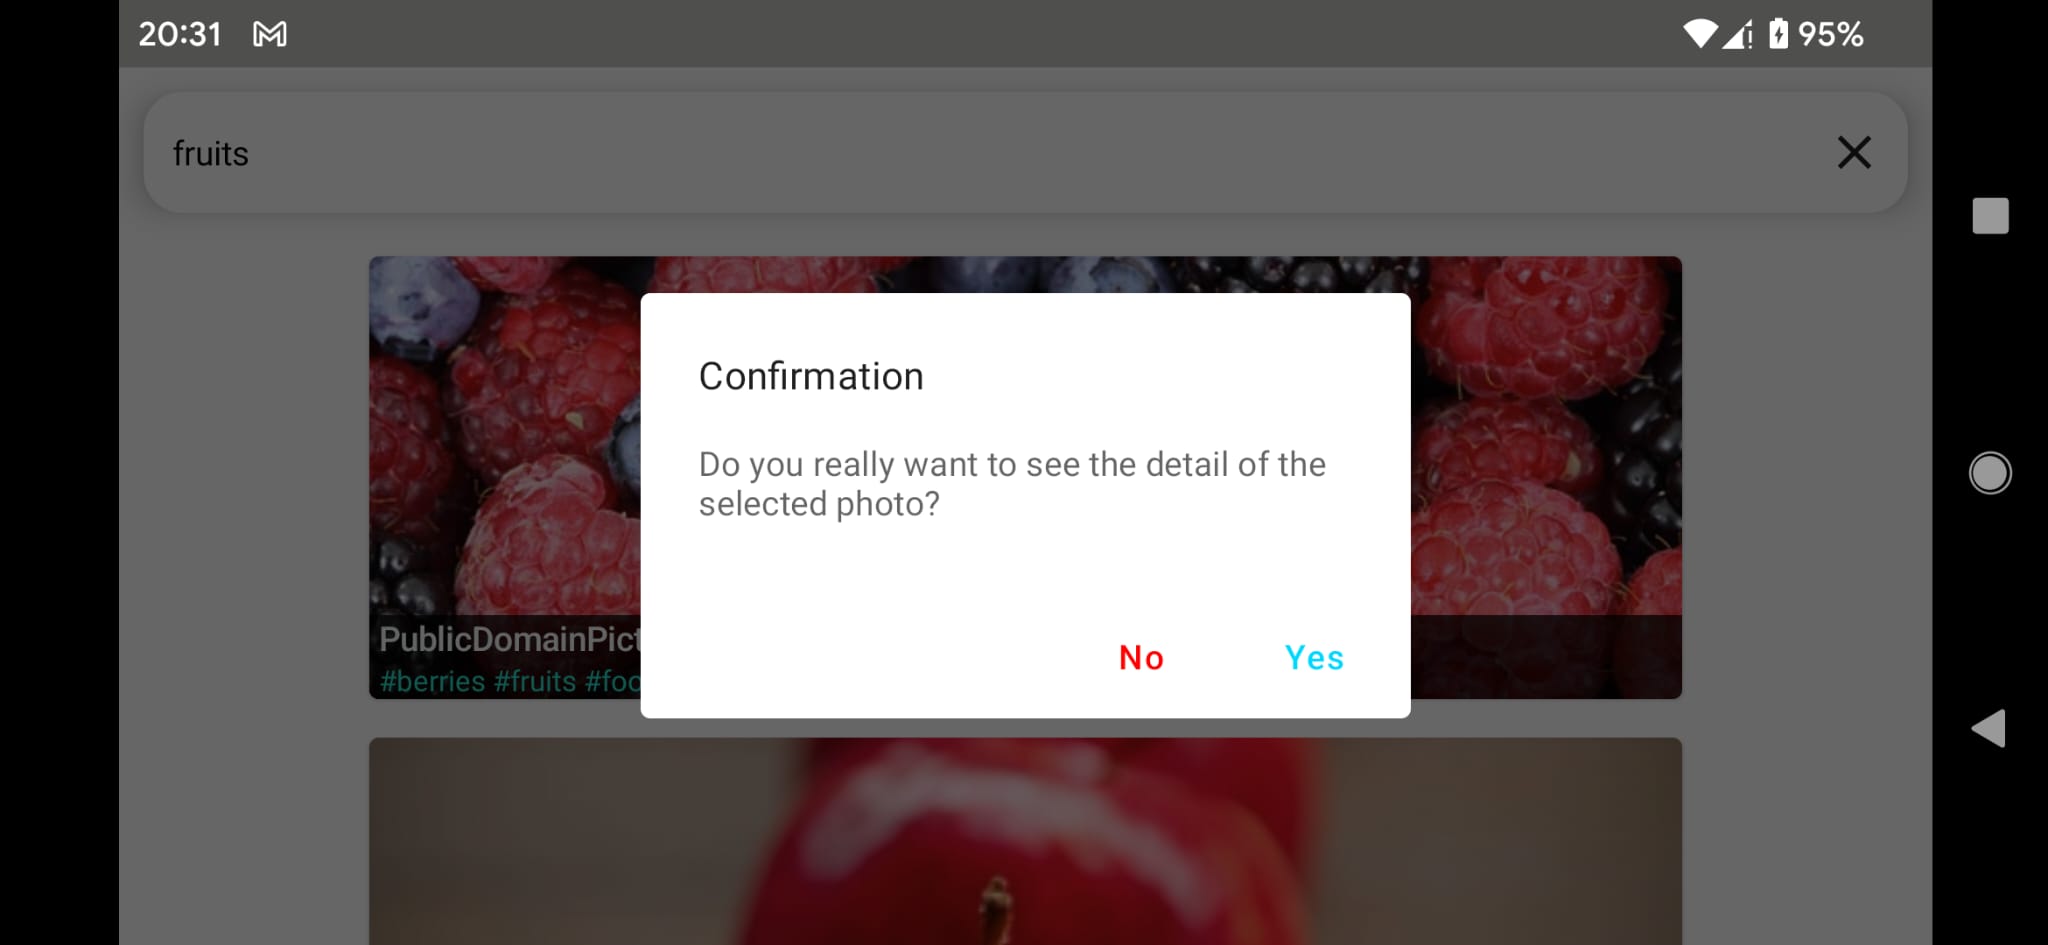 20:31 95%
fruits
Confirmation
Do you really want to see the detail of the
selected photo?
No Yes
PublicDomainPict
#berries #fruits #foo